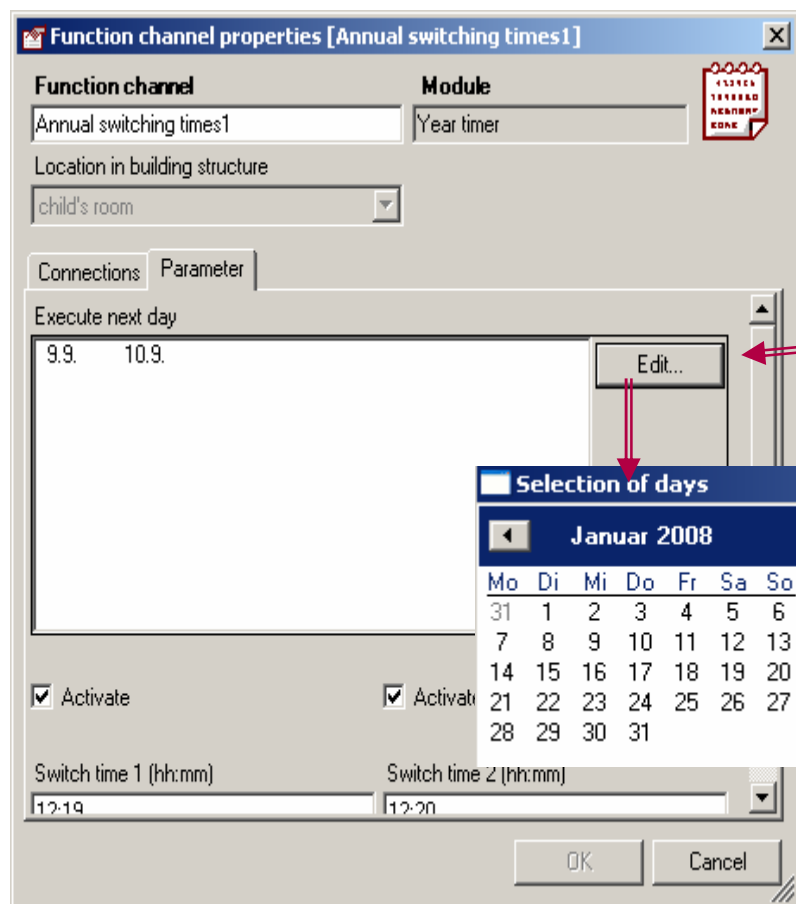 Function channel properties [Annual switching times1]
Function channel Module
Annual switching times1 Year timer
Location in building structure
child's room
Connections Parameter
Execute next day
9.9. 10.9.
Edit...
Selection of days
Januar 2008
Mo Di Mi Do Fr Sa So
31 1 2 3 4 5 6
7 8 9 10 11 12 13
14 15 16 17 18 19 20
21 22 23 24 25 26 27
28 29 30 31
Activate Activat
Switch time 1 (hh:mm) Switch time 2 (hh:mm)
12:19 12:20
OK Cancel